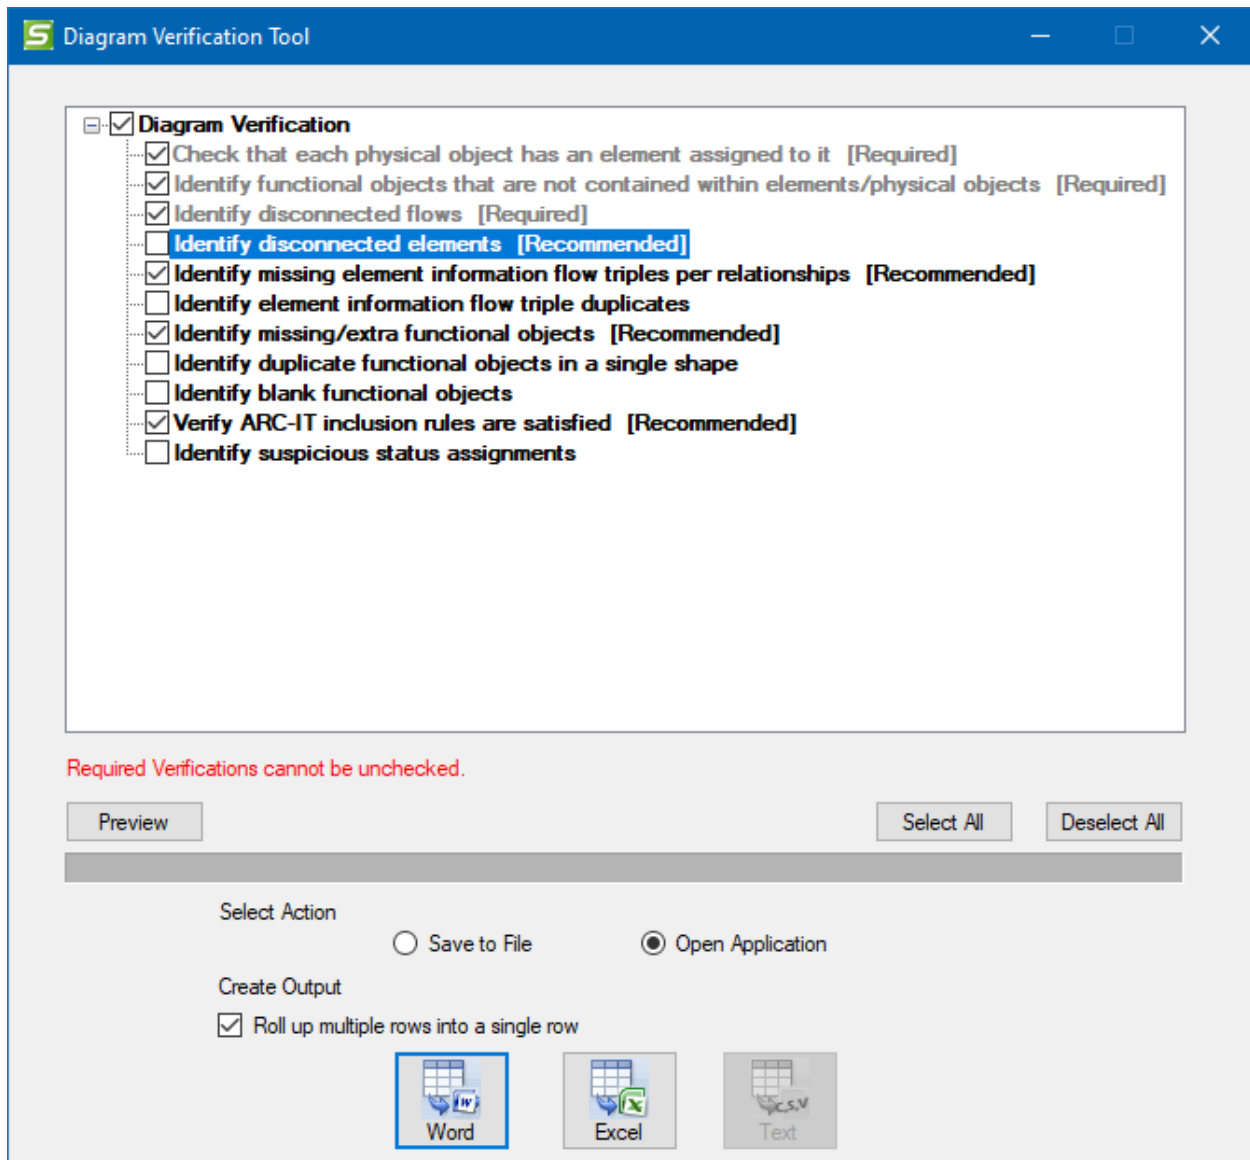 Diagram Verification Tool
Diagram Verification
Check that each physical object has an element assigned to it [Required]
Identify functional objects that are not contained within elements/physical objects [Required]
Identify disconnected flows [Required]
Identify disconnected elements [Recommended]
Identify missing element information flow triples per relationships [Recommended]
Identify element information flow triple duplicates
Identify missing/extra functional objects [Recommended]
Identify duplicate functional objects in a single shape
Identify blank functional objects
Verify ARC-IT inclusion rules are satisfied [Recommended]
Identify suspicious status assignments
Required Verifications cannot be unchecked.
Preview Select All Deselect All
Select Action
Save to File Open Application
Create Output
Roll up multiple rows into a single row
Word Excel Text